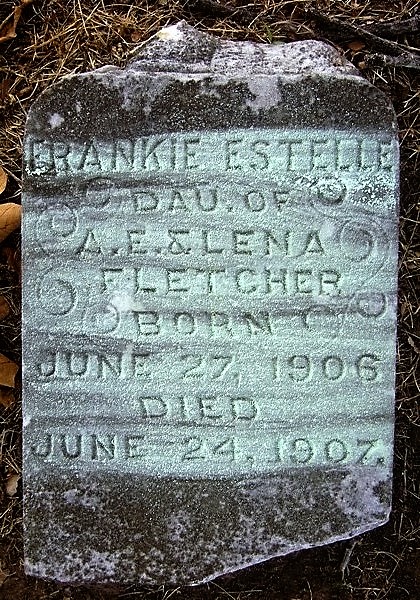 FRANKIE ESTELLE
DAU. OF
A. E. & LENA
FLETCHER
BORN
JUNE 27, 1906
DIED
JUNE 24, 1907.